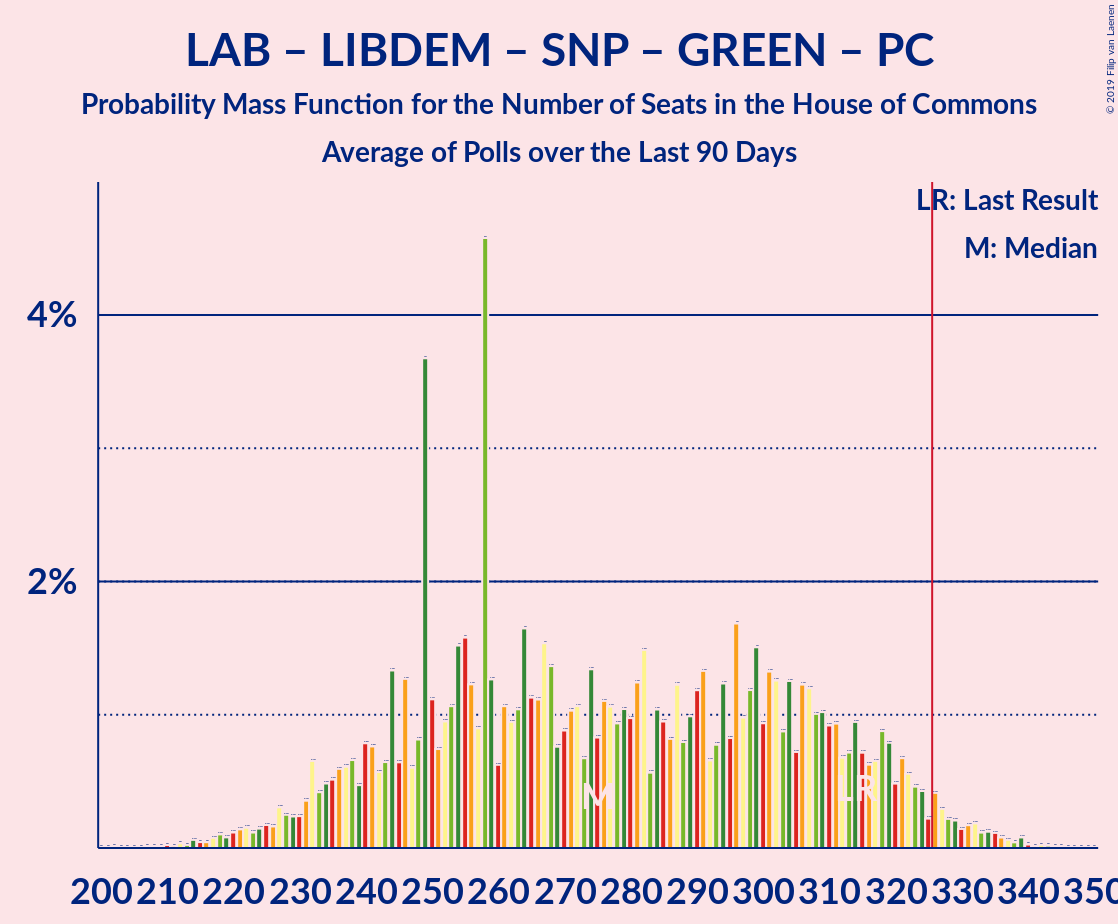 LAB – LIBDEM – SNP – GREEN – PC
Probability Mass Function for the Number of Seats in the House of Commons
Average of Polls over the Last 90 Days
© 2019 Filip van Laenen
LR: Last Result
M: Median
4%
2%
M
LR
200 210 220 230 240 250 260 270 280 290 300 310 320 330 340 350